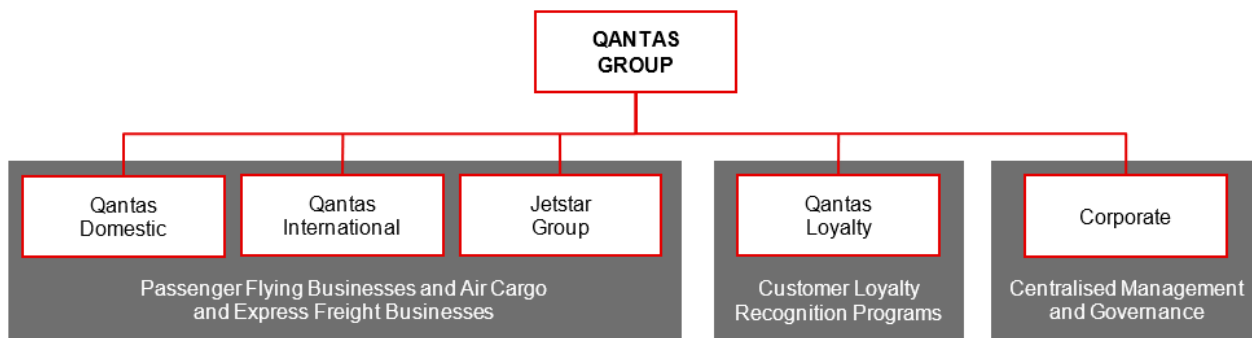 QANTAS
GROUP
Qantas
Domestic
Qantas
International
Jetstar
Group
Qantas
Loyalty
Corporate
Passenger Flying Businesses and Air Cargo
and Express Freight Businesses
Customer Loyalty
Recognition Programs
Centralised Management
and Governance